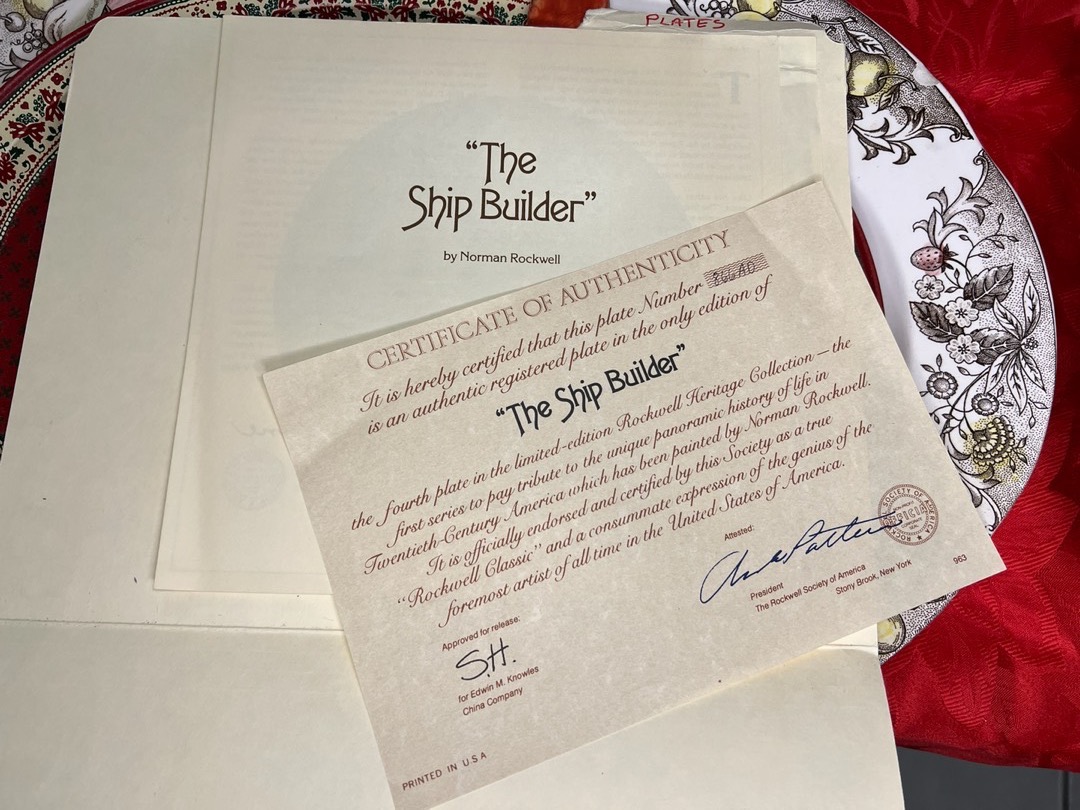 PLATES
"The
Ship Builder"
by Norman Rockwell
CERTIFICATE OF AUTHENTICITY
It is hereby certified that this plate Number
is an authentic registered plate in the only edition of
"The Ship Builder"
the fourth plate in the limited-edition Rockwell Heritage Collection — the
first series to pay tribute to the unique panoramic history of life in
Twentieth-Century America which has been painted by Norman Rockwell.
It is officially endorsed and certified by this Society as a true
"Rockwell Classic" and a consummate expression of the genius of the
foremost artist of all time in the United States of America.
Attested:
President
The Rockwell Society of America
Stony Brook, New York
963
SOCIETY OF AMERICA
OFFICIAL
Approved for release:
S.H.
for Edwin M. Knowles
China Company
PRINTED IN U.S.A